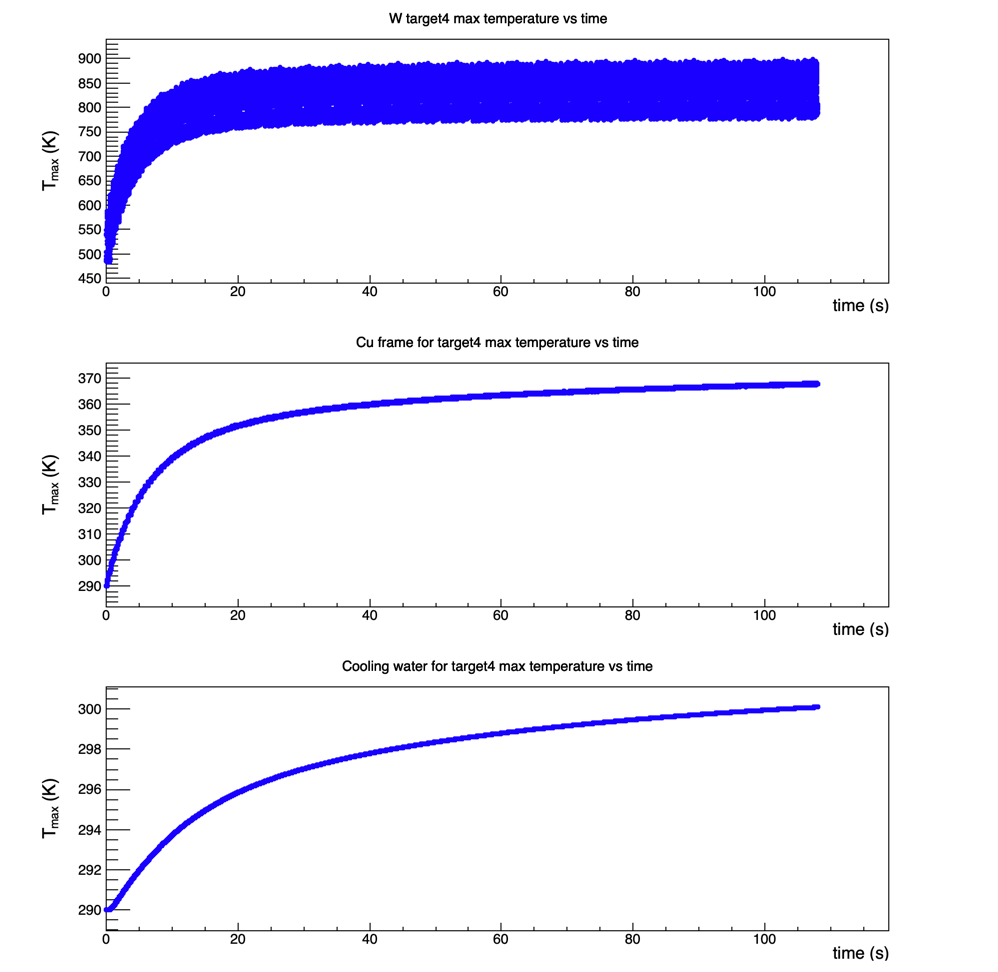 W target4 max temperature vs time
T_max (K)
900
850
800
750
700
650
600
550
500
450
0 20 40 60 80 100
time (s)
Cu frame for target4 max temperature vs time
T_max (K)
370
360
350
340
330
320
310
300
290
0 20 40 60 80 100
time (s)
Cooling water for target4 max temperature vs time
T_max (K)
300
298
296
294
292
290
0 20 40 60 80 100
time (s)